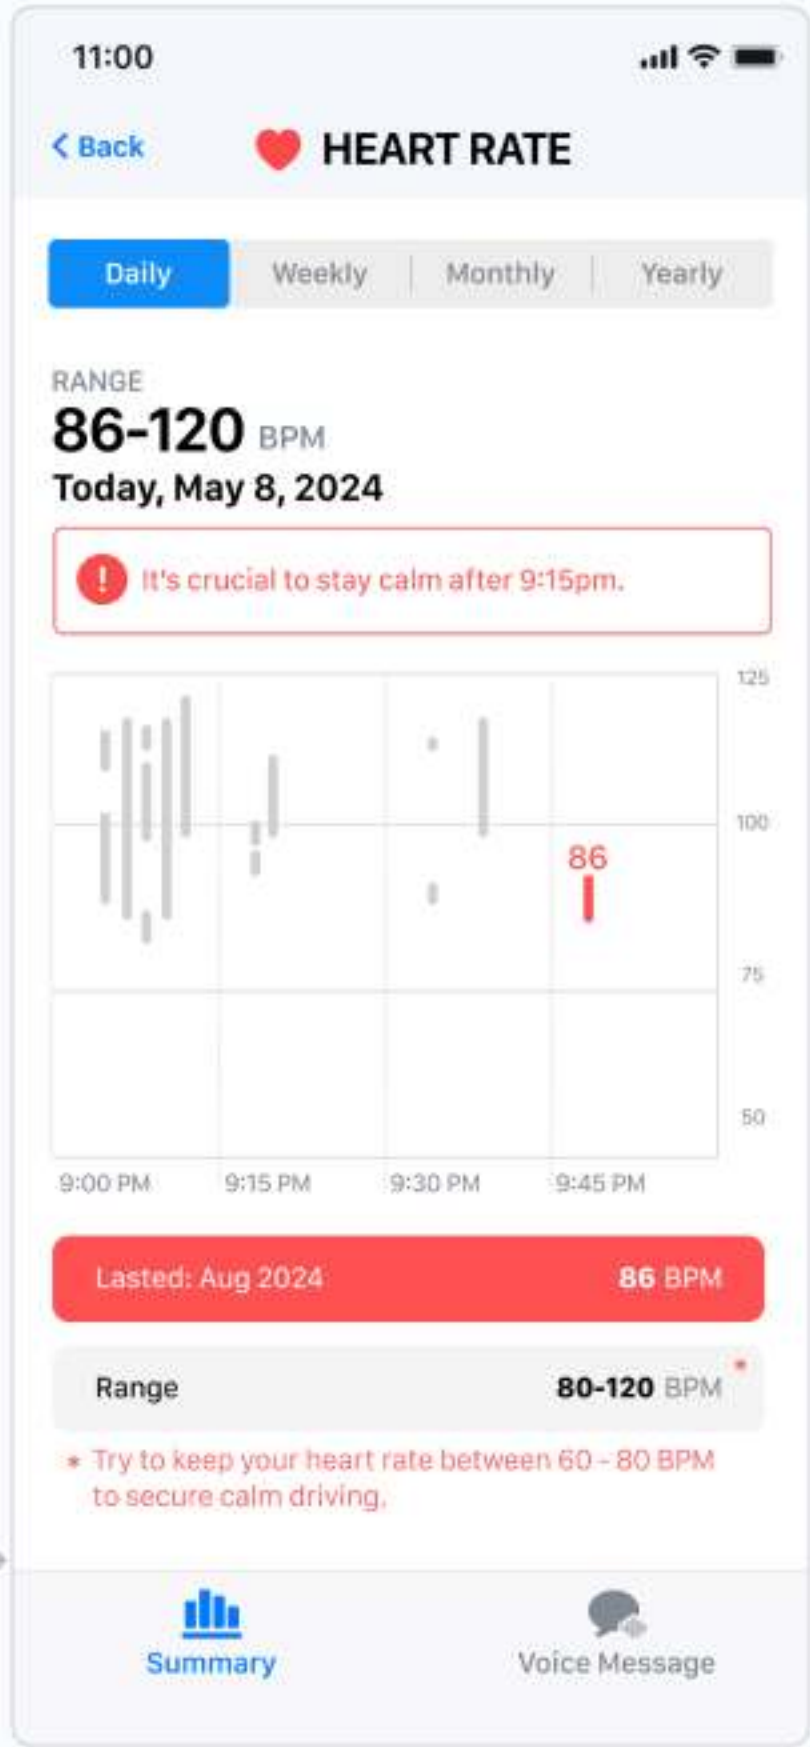 11:00
Back
HEART RATE
Daily Weekly Monthly Yearly
RANGE
86-120 BPM
Today, May 8, 2024
! It's crucial to stay calm after 9:15pm.
125
100
86
75
50
9:00 PM 9:15 PM 9:30 PM 9:45 PM
Lasted: Aug 2024 86 BPM
Range 80-120 BPM *
* Try to keep your heart rate between 60 - 80 BPM
to secure calm driving.
Summary Voice Message